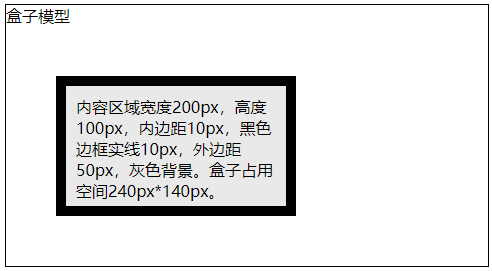 盒子模型
内容区域宽度200px，高度
100px，内边距10px，黑色
边框实线10px，外边距
50px，灰色背景。盒子占用
空间240px*140px。